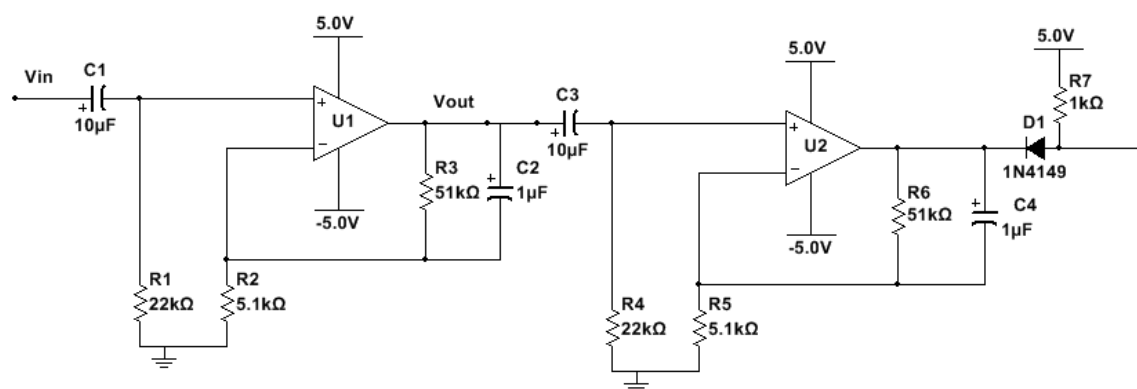 5.0V
Vin
C1
+
10µF
+
−
U1
-5.0V
Vout
R3
51kΩ
+
C2
1µF
R1
22kΩ
R2
5.1kΩ
C3
+
10µF
5.0V
+
−
U2
-5.0V
R6
51kΩ
+
C4
1µF
R4
22kΩ
R5
5.1kΩ
5.0V
R7
1kΩ
D1
1N4149